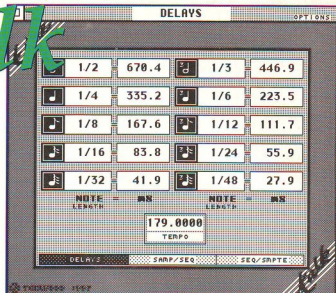 DELAYS
OPTIONS
1/2 670.4 1/3 446.9
1/4 335.2 1/6 223.5
1/8 167.6 1/12 111.7
1/16 83.8 1/24 55.9
1/32 41.9 1/48 27.9
NOTE = MS NOTE = MS
LENGTH LENGTH
179.0000
TEMPO
DELAYS SAMP/SEQ SEQ/SMPTE